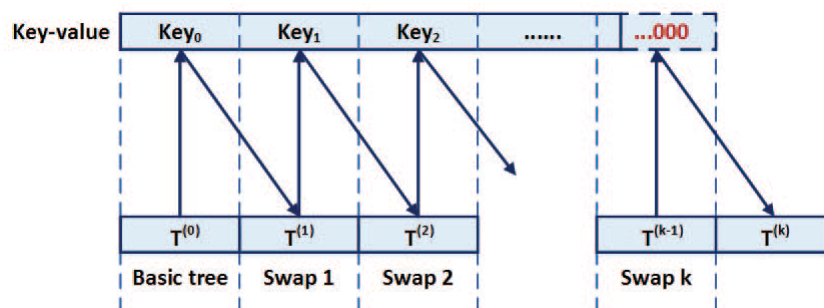 Key-value Key₀ Key₁ Key₂ ...... ...000
T⁽⁰⁾ T⁽¹⁾ T⁽²⁾ T⁽ᵏ⁻¹⁾ T⁽ᵏ⁾
Basic tree Swap 1 Swap 2 Swap k